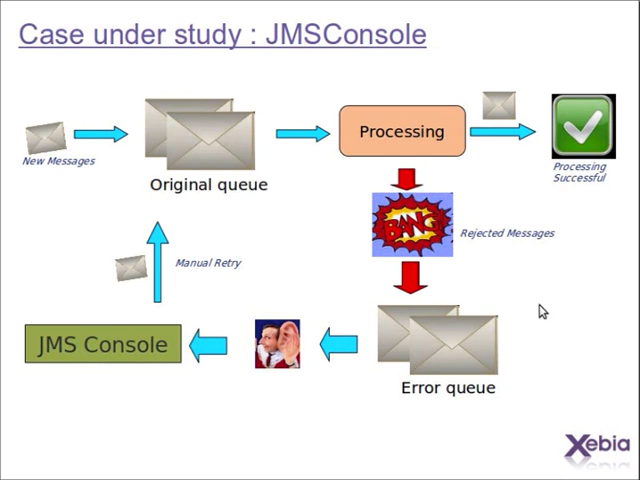 Case under study : JMSConsole
New Messages
Original queue
Processing
Processing
Successful
BANG
Rejected Messages
Manual Retry
JMS Console
Error queue
Xebia